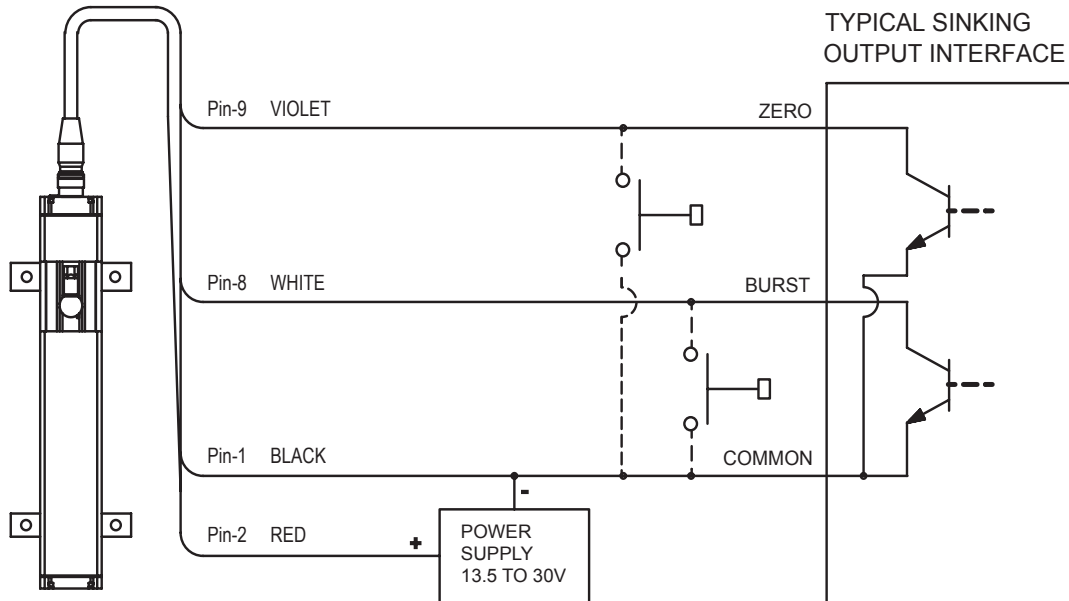 TYPICAL SINKING
OUTPUT INTERFACE
Pin-9 VIOLET
ZERO
Pin-8 WHITE
BURST
Pin-1 BLACK
COMMON
-
Pin-2 RED
+
POWER
SUPPLY
13.5 TO 30V